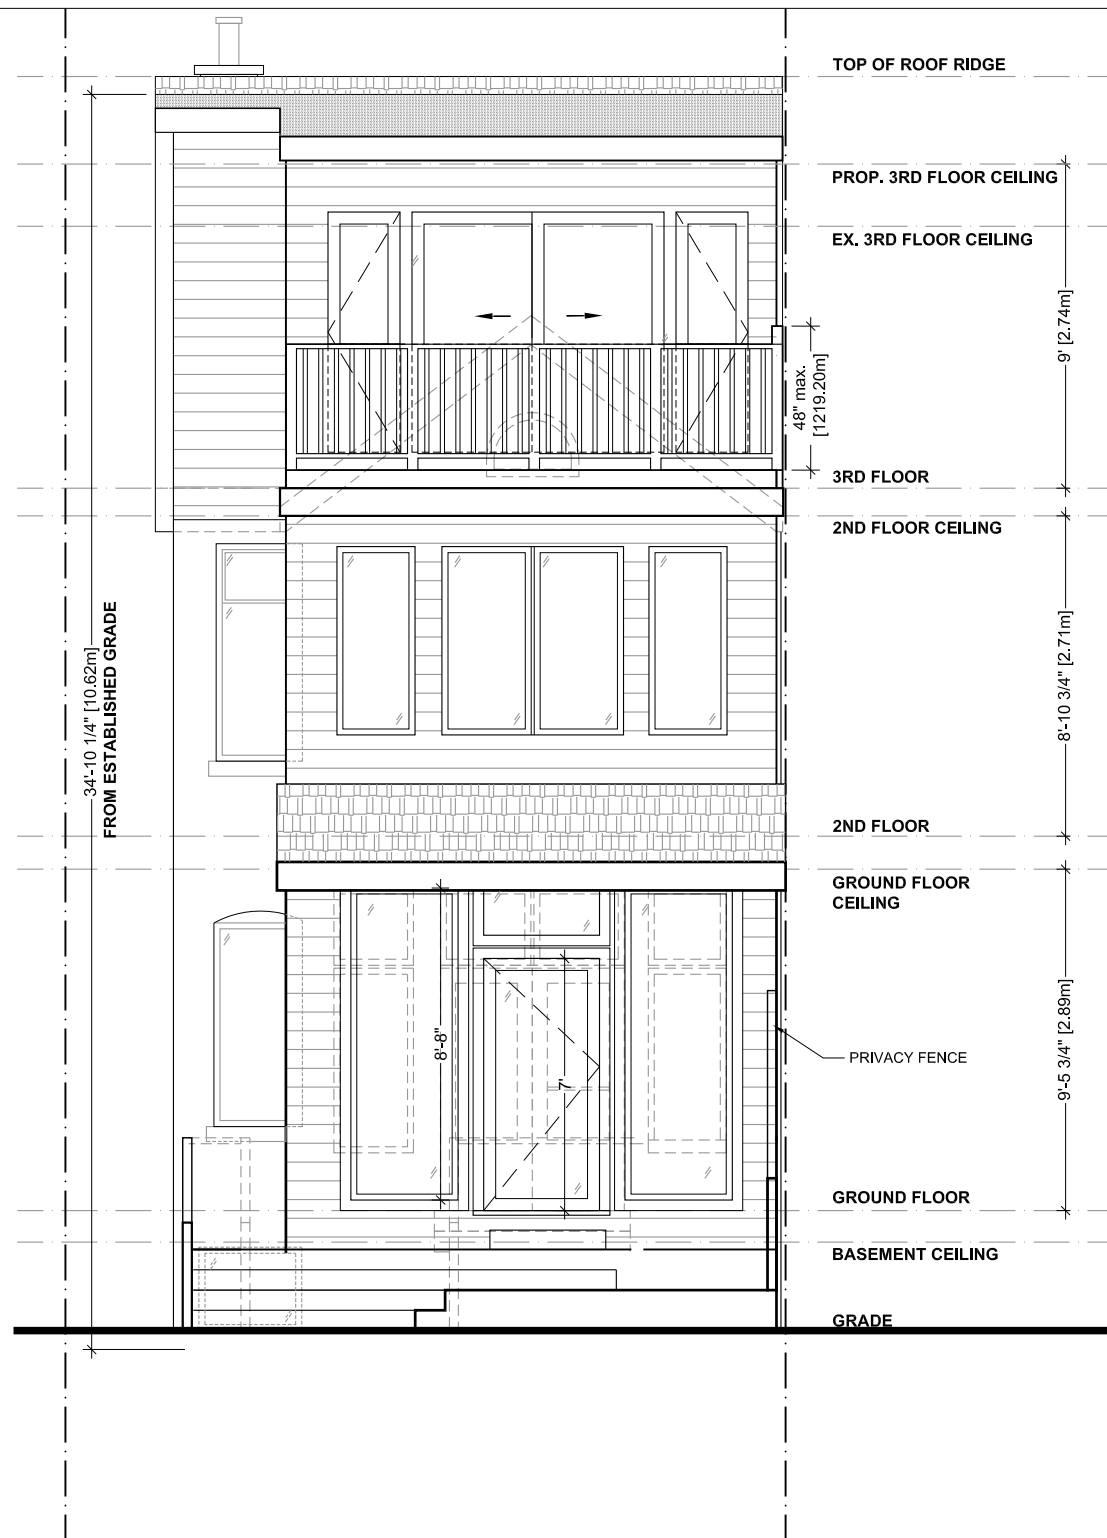 TOP OF ROOF RIDGE
PROP. 3RD FLOOR CEILING
EX. 3RD FLOOR CEILING
9' [2.74m]
48" max.
[1219.20m]
3RD FLOOR
2ND FLOOR CEILING
34'-10 1/4" [10.62m]
FROM ESTABLISHED GRADE
8'-10 3/4" [2.71m]
2ND FLOOR
GROUND FLOOR
CEILING
8'-8"
7'
9'-5 3/4" [2.89m]
PRIVACY FENCE
GROUND FLOOR
BASEMENT CEILING
GRADE